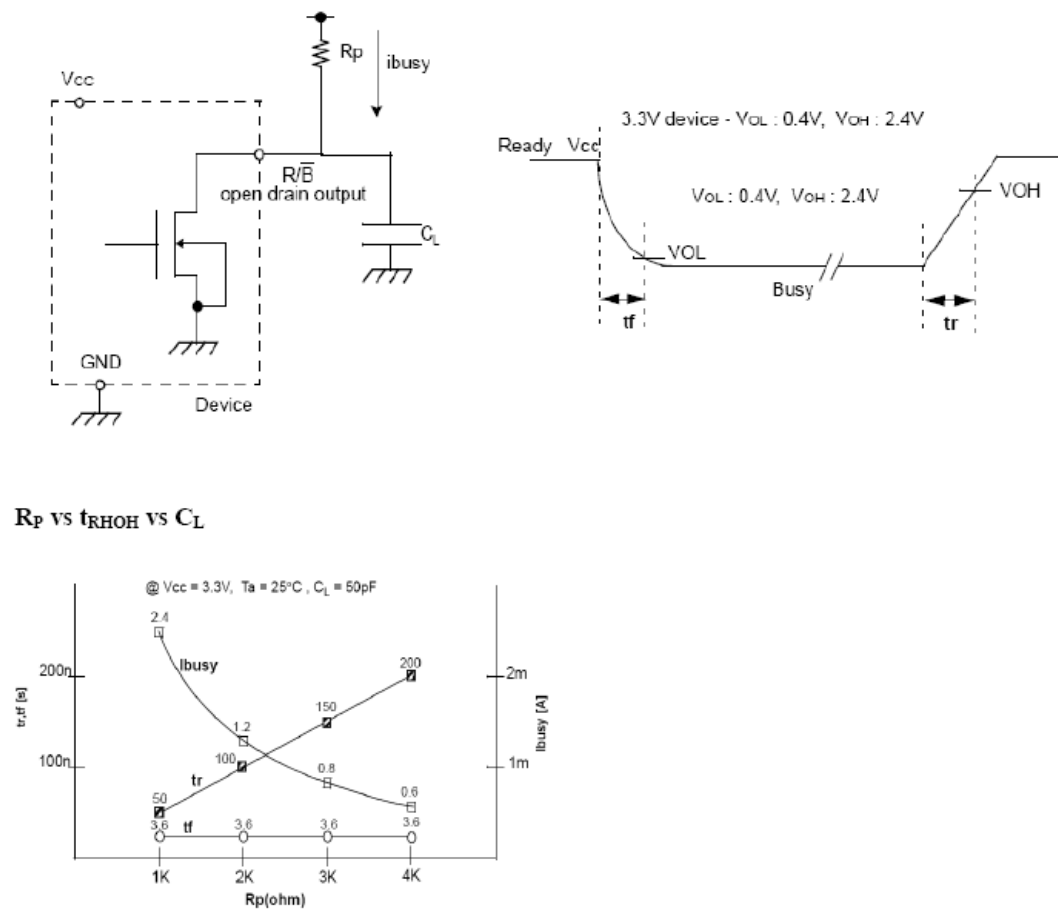 Rp
ibusy
Vcc
R/B̅
open drain output
CL
GND
Device
3.3V device - VOL : 0.4V, VOH : 2.4V
Ready Vcc
VOH
VOL : 0.4V, VOH : 2.4V
VOL
Busy
tf
tr
RP vs tRHOH vs CL
@ Vcc = 3.3V, Ta = 25°C , CL = 50pF
2.4
Ibusy
200n
200
2m
tr,tf [s]
Ibusy [A]
150
1.2
100n
100
1m
0.8
tr
0.6
50
3.6
tf
3.6
3.6
3.6
1K
2K
3K
4K
Rp(ohm)